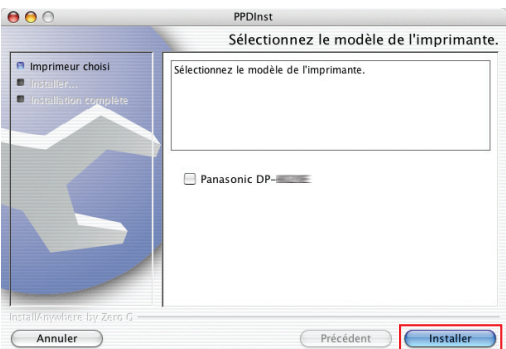 PPDInst
Sélectionnez le modèle de l'imprimante.
Imprimeur choisi
Installer...
Installation complète
Sélectionnez le modèle de l'imprimante.
Panasonic DP-
InstallAnywhere by Zero G
Annuler
Précédent
Installer